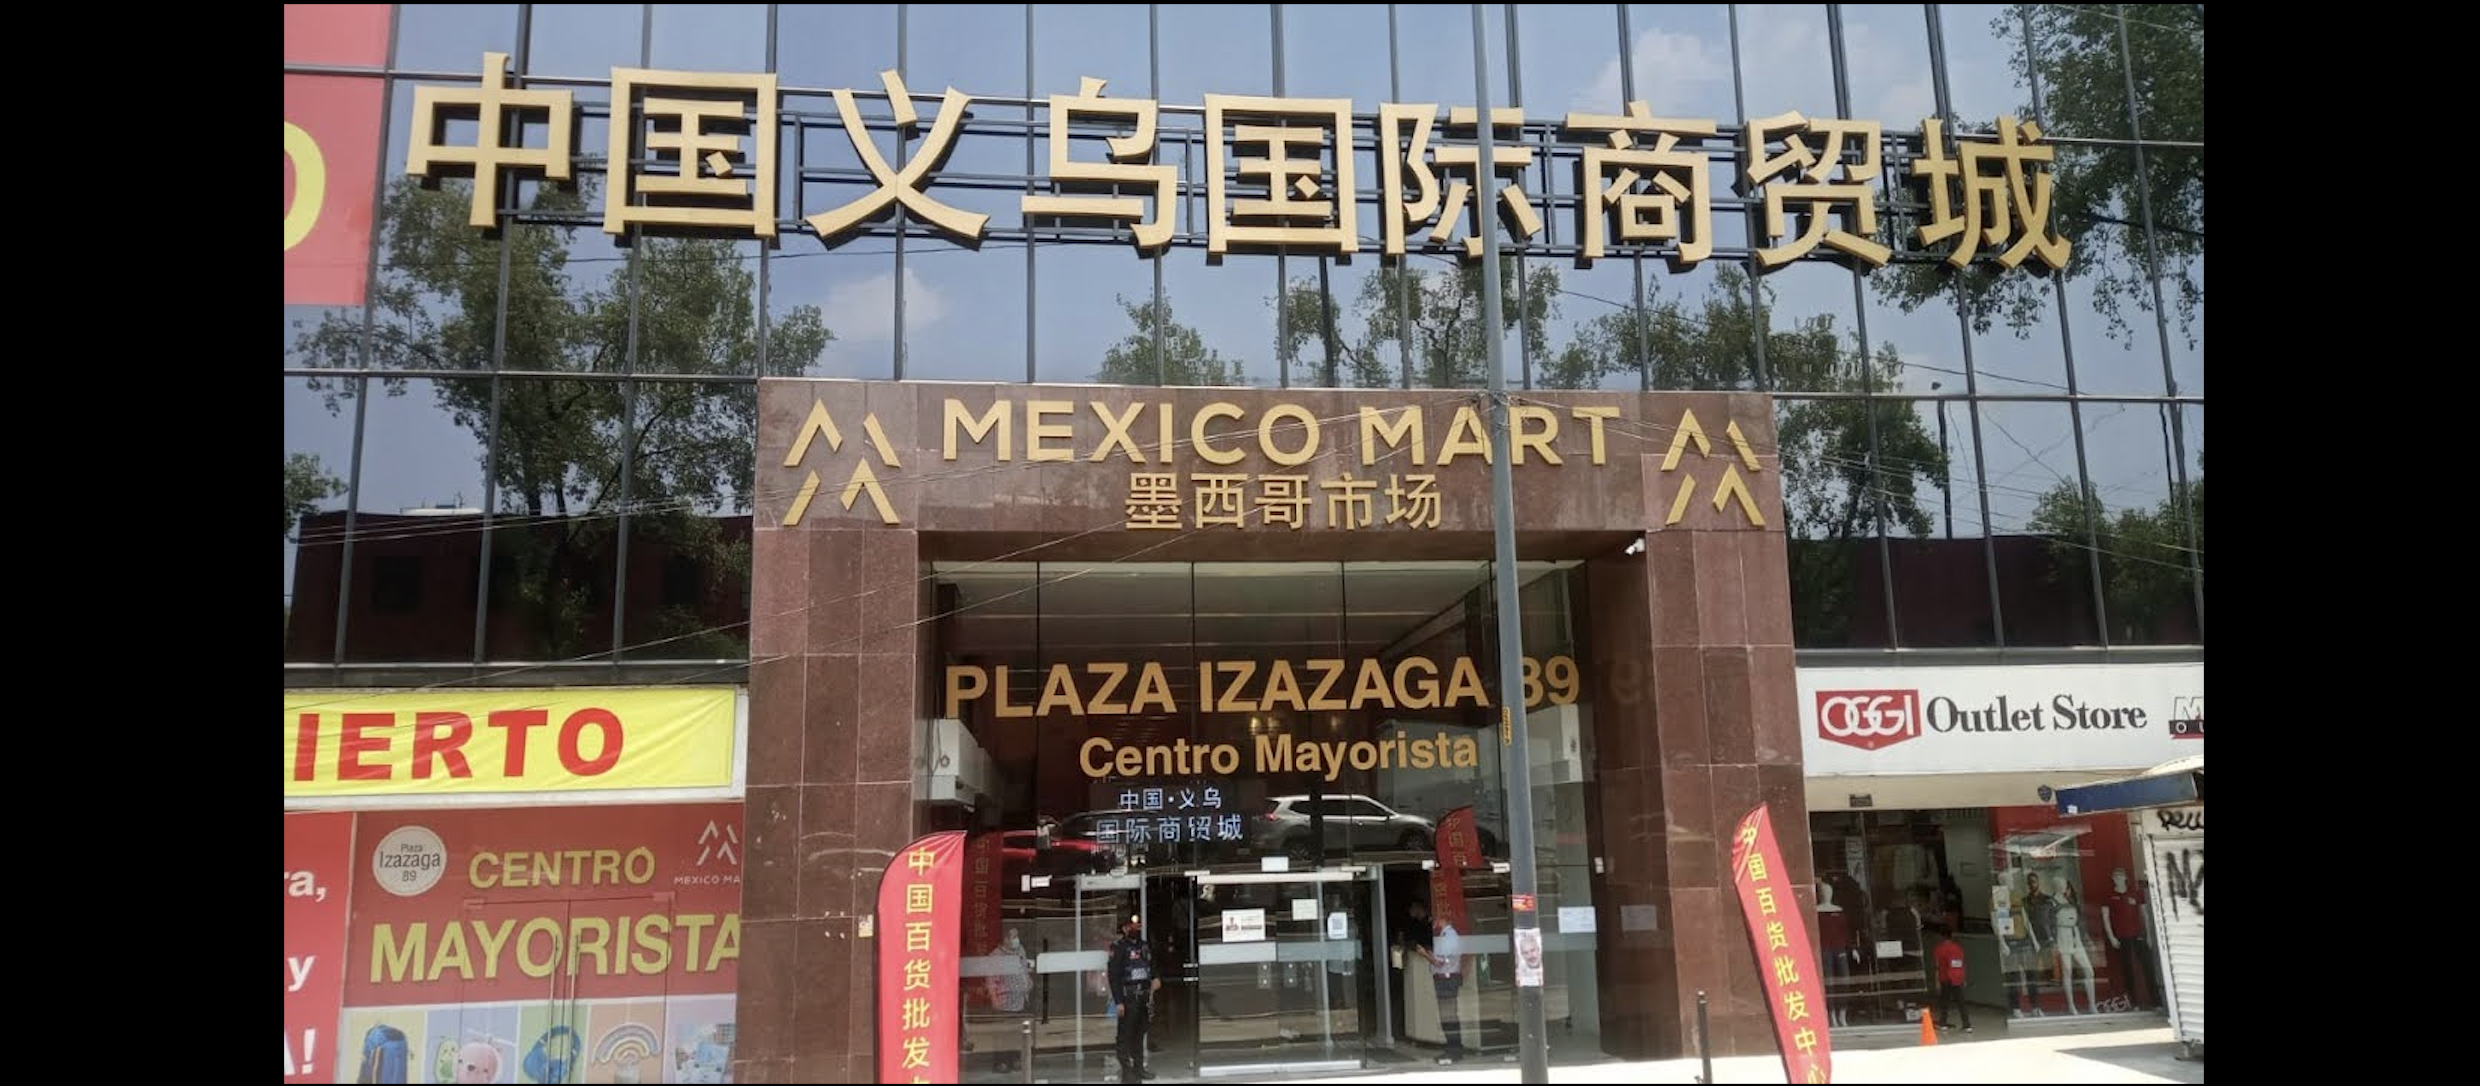 中国义乌国际商贸城
MEXICO MART
墨西哥市场
PLAZA IZAZAGA 89
Centro Mayorista
中国·义乌
国际商贸城
IERTO
Plaza
Izazaga
89
CENTRO
MAYORISTA
MEXICO MA
ra,
y
A!
中国百货批发
中国百货批发中心
OGGI Outlet Store